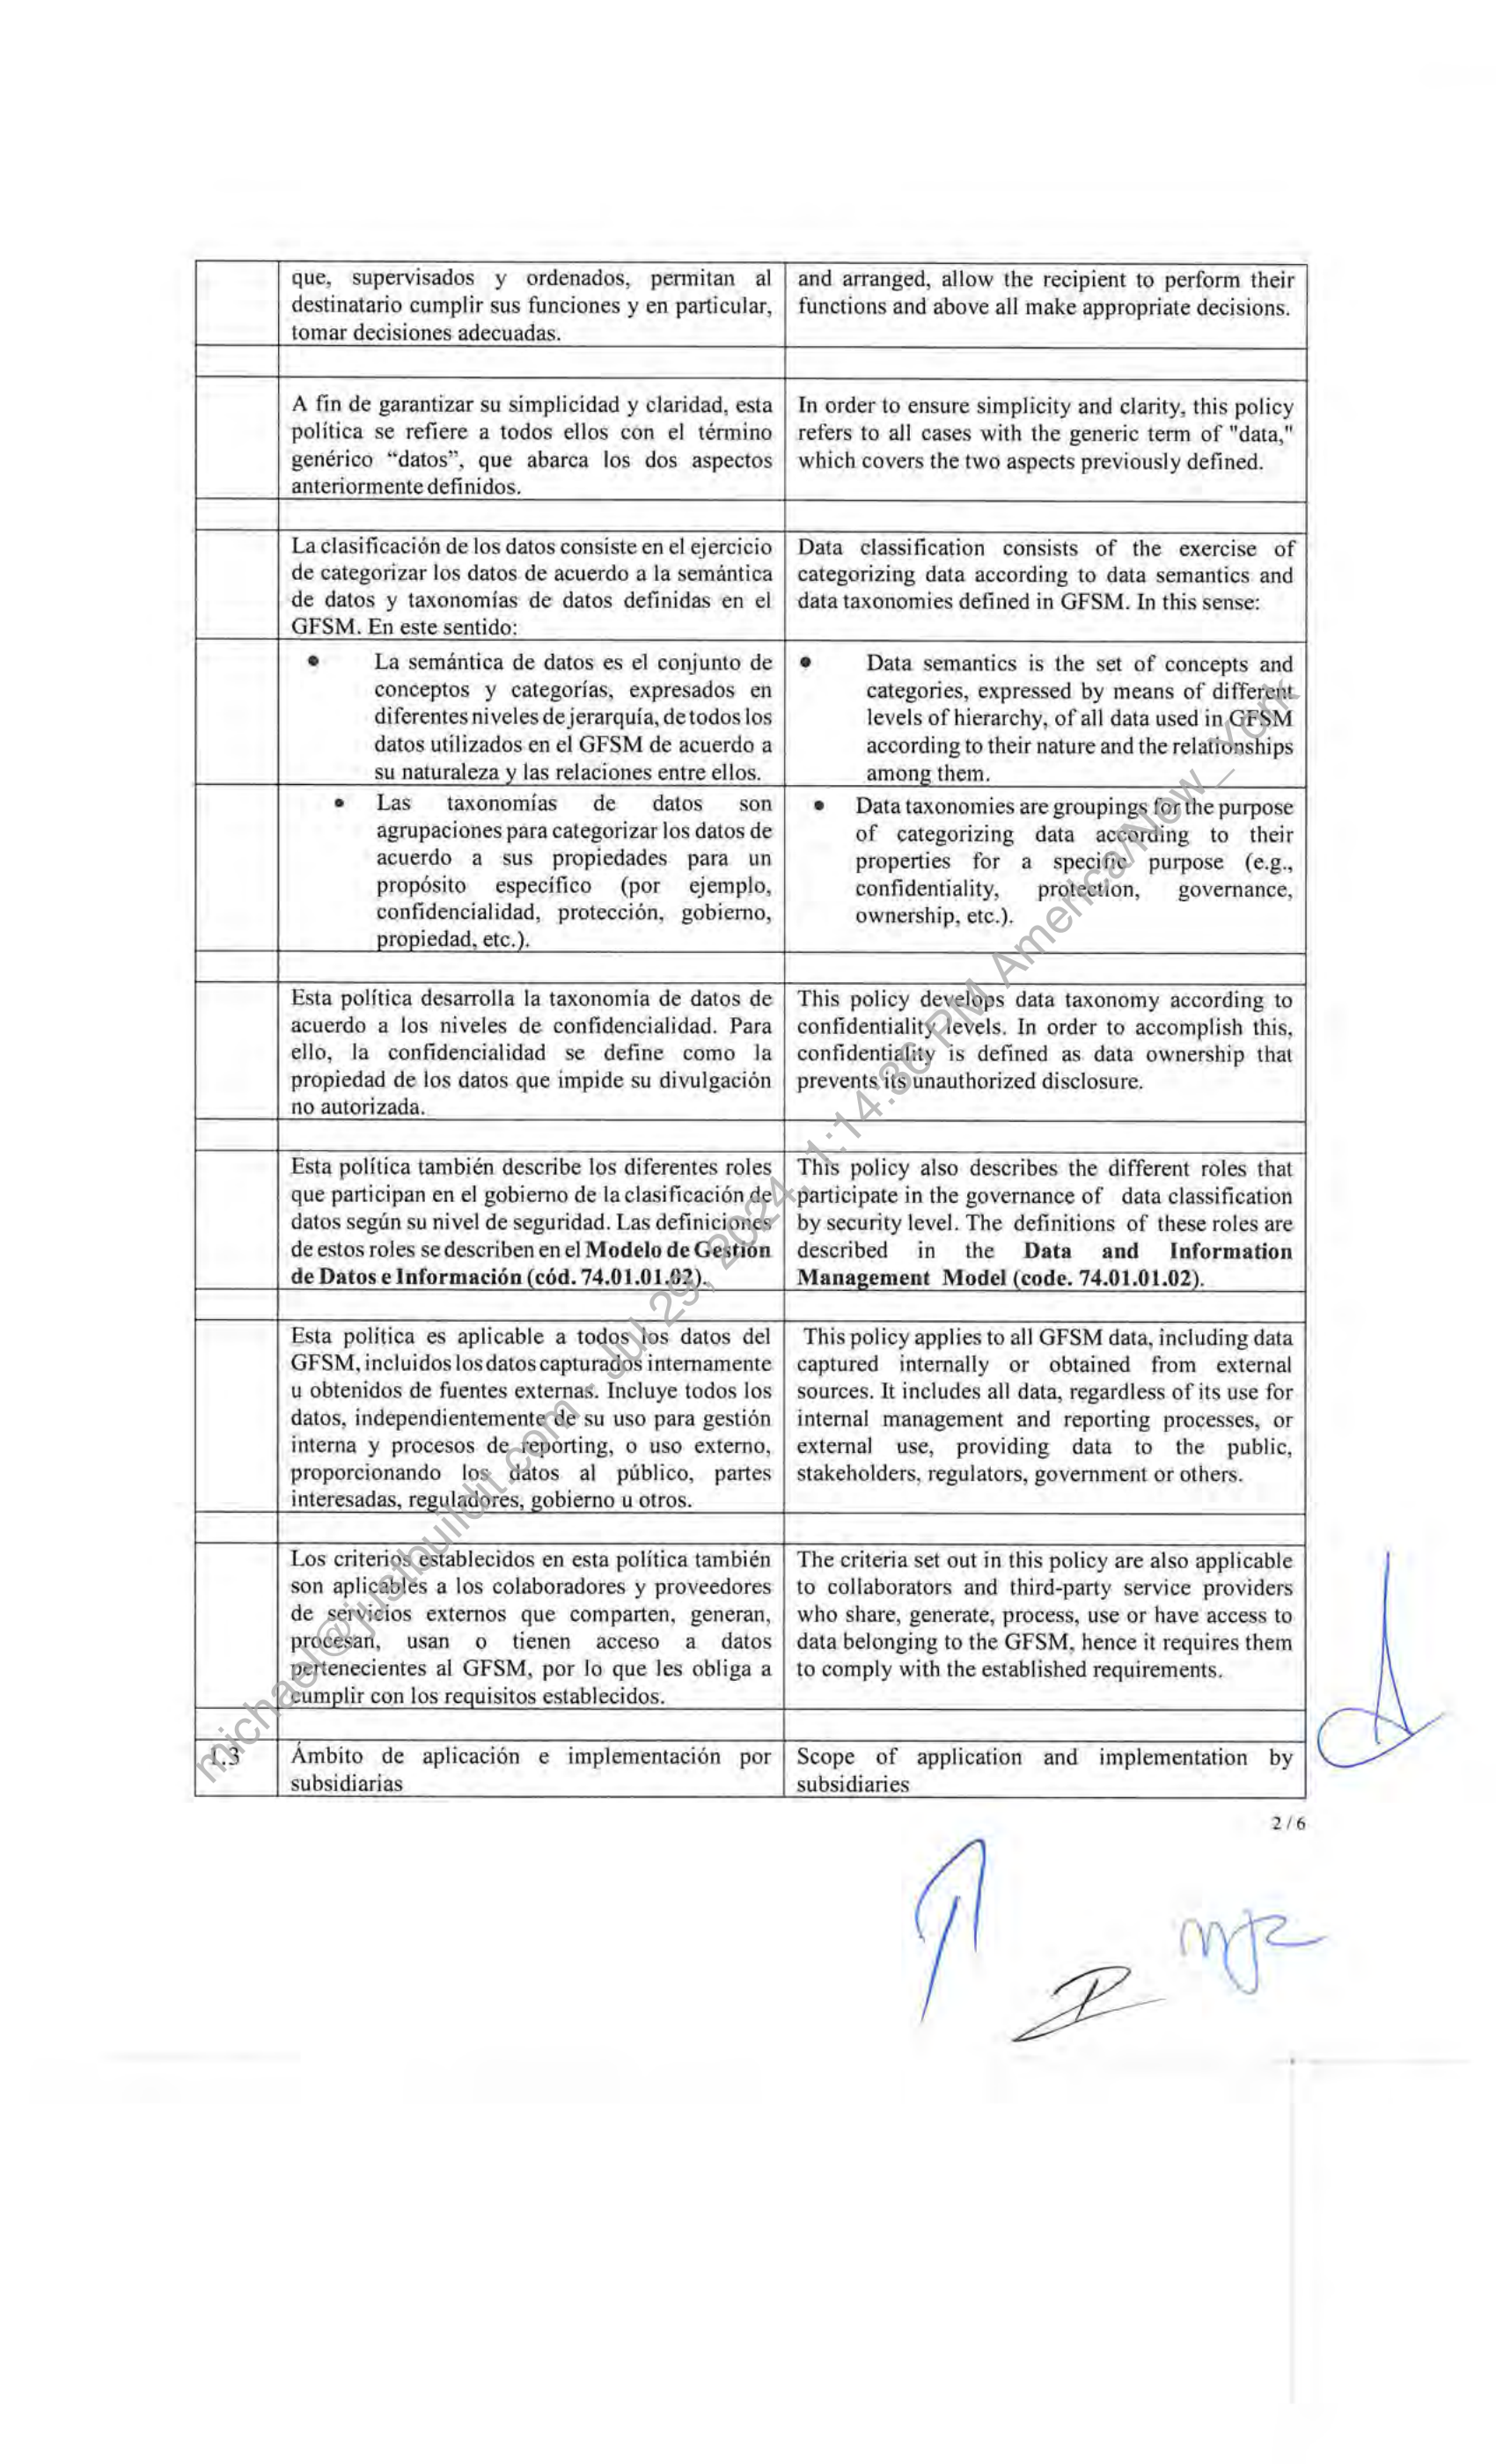 que, supervisados y ordenados, permitan al
destinatario cumplir sus funciones y en particular,
tomar decisiones adecuadas.
and arranged, allow the recipient to perform their
functions and above all make appropriate decisions.
A fin de garantizar su simplicidad y claridad, esta
política se refiere a todos ellos con el término
genérico “datos”, que abarca los dos aspectos
anteriormente definidos.
In order to ensure simplicity and clarity, this policy
refers to all cases with the generic term of "data,"
which covers the two aspects previously defined.
La clasificación de los datos consiste en el ejercicio
de categorizar los datos de acuerdo a la semántica
de datos y taxonomías de datos definidas en el
GFSM. En este sentido:
Data classification consists of the exercise of
categorizing data according to data semantics and
data taxonomies defined in GFSM. In this sense:
• La semántica de datos es el conjunto de
conceptos y categorías, expresados en
diferentes niveles de jerarquía, de todos los
datos utilizados en el GFSM de acuerdo a
su naturaleza y las relaciones entre ellos.
• Data semantics is the set of concepts and
categories, expressed by means of different
levels of hierarchy, of all data used in GFSM
according to their nature and the relationships
among them.
• Las taxonomías de datos son
agrupaciones para categorizar los datos de
acuerdo a sus propiedades para un
propósito específico (por ejemplo,
confidencialidad, protección, gobierno,
propiedad, etc.).
• Data taxonomies are groupings for the purpose
of categorizing data according to their
properties for a specific purpose (e.g.,
confidentiality, protection, governance,
ownership, etc.).
Esta política desarrolla la taxonomía de datos de
acuerdo a los niveles de confidencialidad. Para
ello, la confidencialidad se define como la
propiedad de los datos que impide su divulgación
no autorizada.
This policy develops data taxonomy according to
confidentiality levels. In order to accomplish this,
confidentiality is defined as data ownership that
prevents its unauthorized disclosure.
Esta política también describe los diferentes roles
que participan en el gobierno de la clasificación de
datos según su nivel de seguridad. Las definiciones
de estos roles se describen en el Modelo de Gestión
de Datos e Información (cód. 74.01.01.02).
This policy also describes the different roles that
participate in the governance of data classification
by security level. The definitions of these roles are
described in the Data and Information
Management Model (code. 74.01.01.02).
Esta política es aplicable a todos los datos del
GFSM, incluidos los datos capturados internamente
u obtenidos de fuentes externas. Incluye todos los
datos, independientemente de su uso para gestión
interna y procesos de reporting, o uso externo,
proporcionando los datos al público, partes
interesadas, reguladores, gobierno u otros.
This policy applies to all GFSM data, including data
captured internally or obtained from external
sources. It includes all data, regardless of its use for
internal management and reporting processes, or
external use, providing data to the public,
stakeholders, regulators, government or others.
Los criterios establecidos en esta política también
son aplicables a los colaboradores y proveedores
de servicios externos que comparten, generan,
procesan, usan o tienen acceso a datos
pertenecientes al GFSM, por lo que les obliga a
cumplir con los requisitos establecidos.
The criteria set out in this policy are also applicable
to collaborators and third-party service providers
who share, generate, process, use or have access to
data belonging to the GFSM, hence it requires them
to comply with the established requirements.
1.3
Ámbito de aplicación e implementación por
subsidiarias
Scope of application and implementation by
subsidiaries
2 / 6
michael@justbuildit.com - Jul 29, 2024, 1:14:36 PM America/New_York